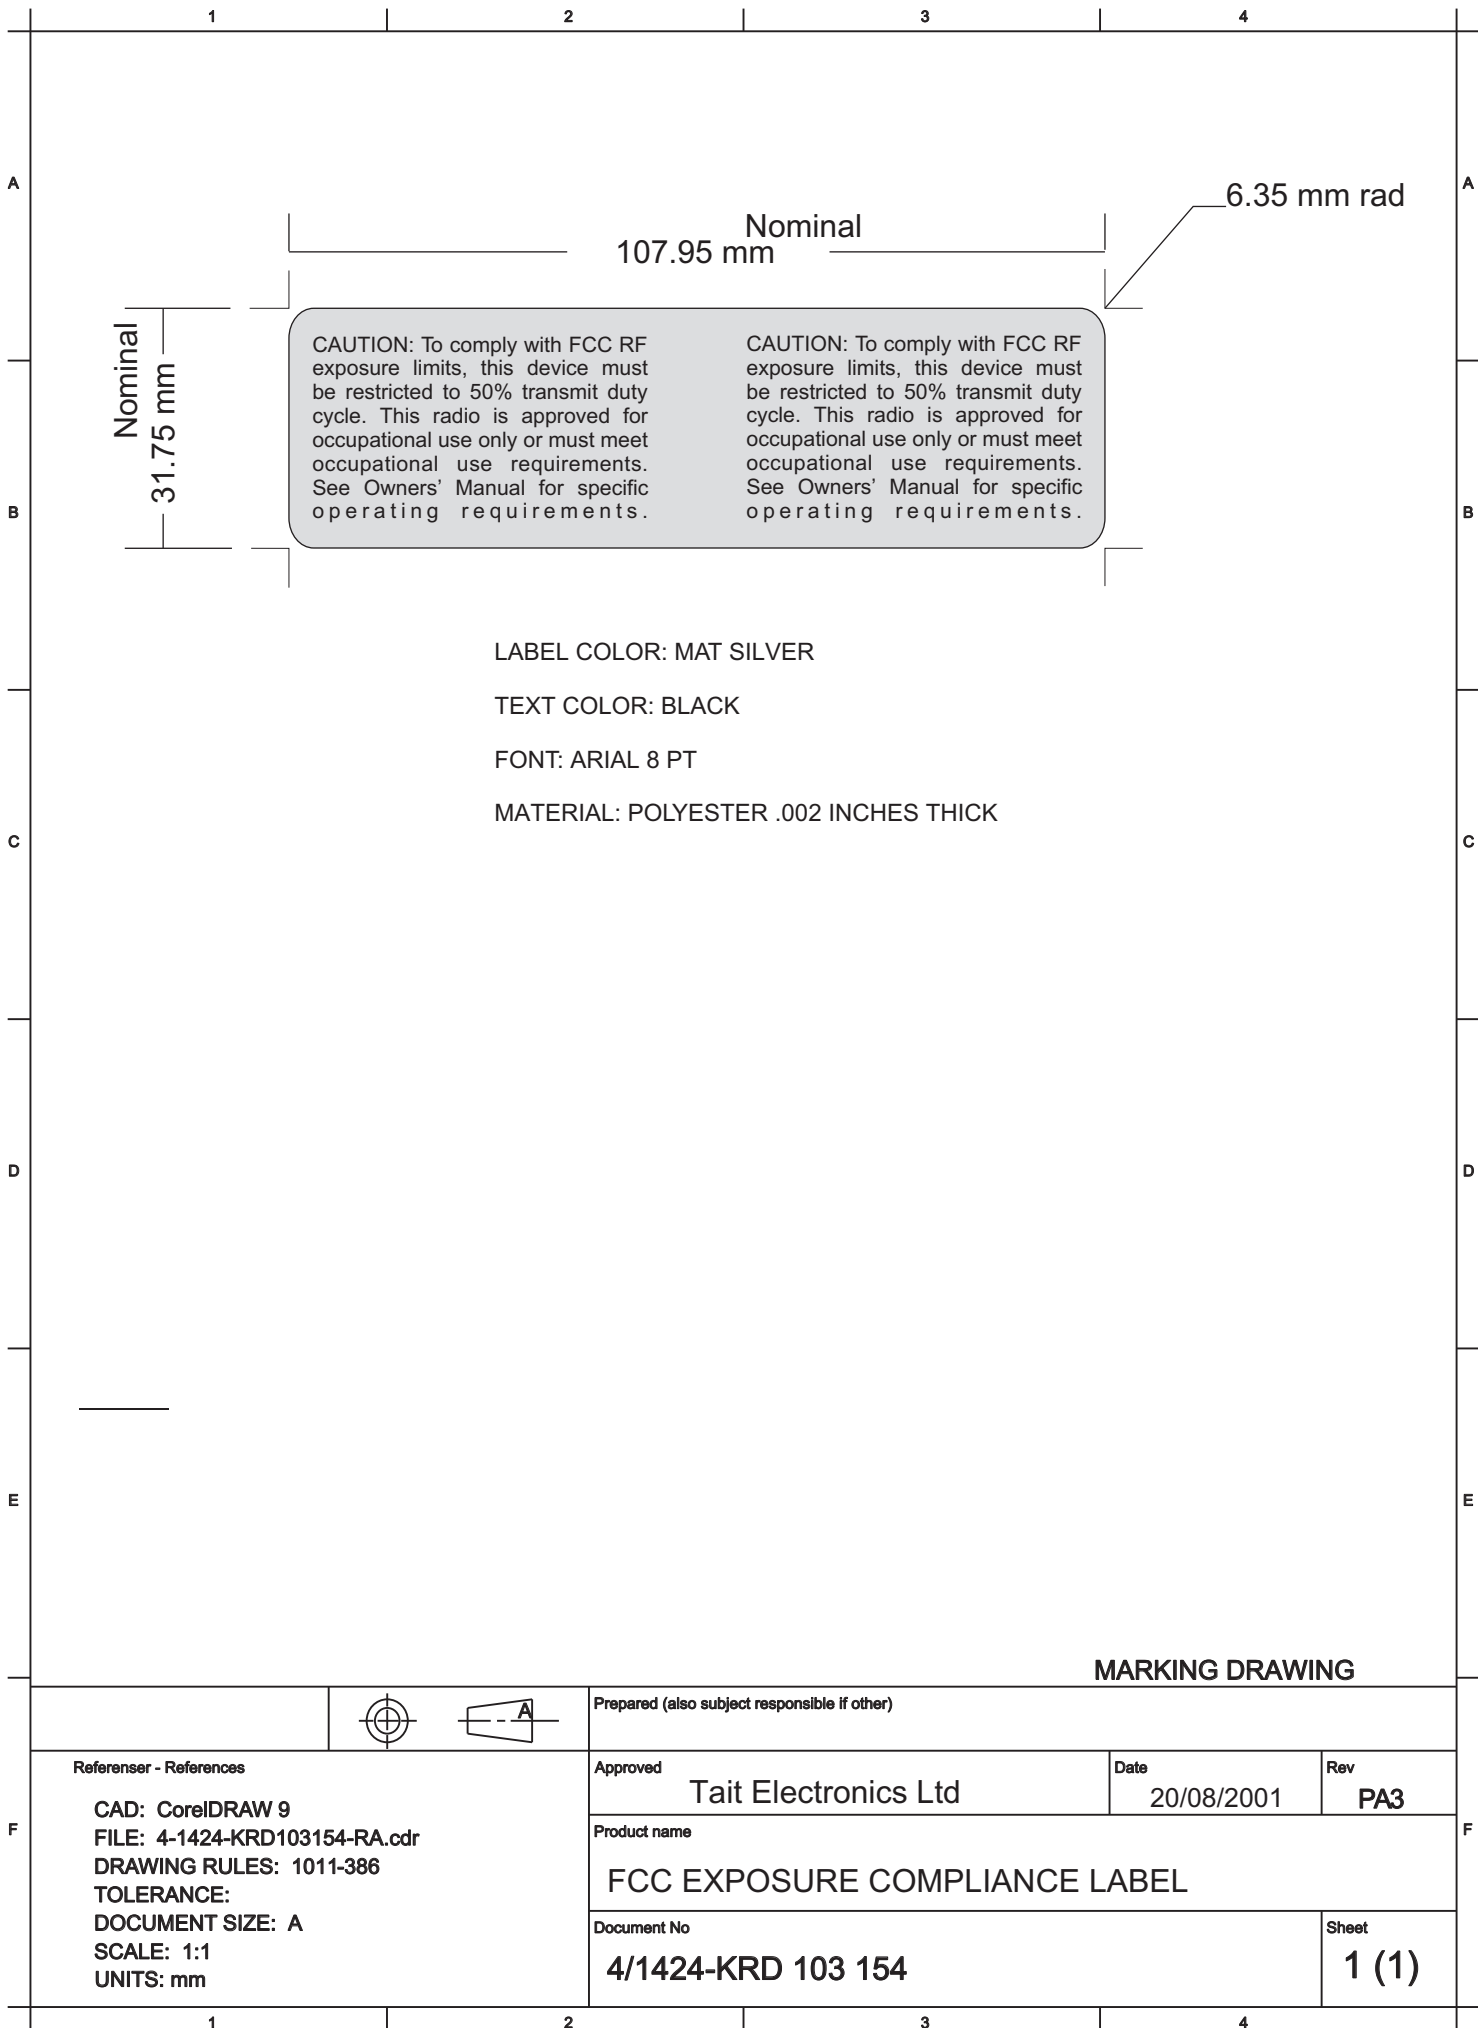 1 2 3 4
A A
6.35 mm rad
Nominal
107.95 mm
Nominal
31.75 mm
CAUTION: To comply with FCC RF
exposure limits, this device must
be restricted to 50% transmit duty
cycle. This radio is approved for
occupational use only or must meet
occupational use requirements.
See Owners’ Manual for specific
operating requirements.
CAUTION: To comply with FCC RF
exposure limits, this device must
be restricted to 50% transmit duty
cycle. This radio is approved for
occupational use only or must meet
occupational use requirements.
See Owners’ Manual for specific
operating requirements.
B B
LABEL COLOR: MAT SILVER
TEXT COLOR: BLACK
FONT: ARIAL 8 PT
MATERIAL: POLYESTER .002 INCHES THICK
C C
D D
E E
MARKING DRAWING
A
Prepared (also subject responsible if other)
Referenser - References
CAD: CorelDRAW 9
FILE: 4-1424-KRD103154-RA.cdr
DRAWING RULES: 1011-386
TOLERANCE:
DOCUMENT SIZE: A
SCALE: 1:1
UNITS: mm
Approved
Tait Electronics Ltd
Date
20/08/2001
Rev
PA3
F F
Product name
FCC EXPOSURE COMPLIANCE LABEL
Document No
4/1424-KRD 103 154
Sheet
1 (1)
1 2 3 4